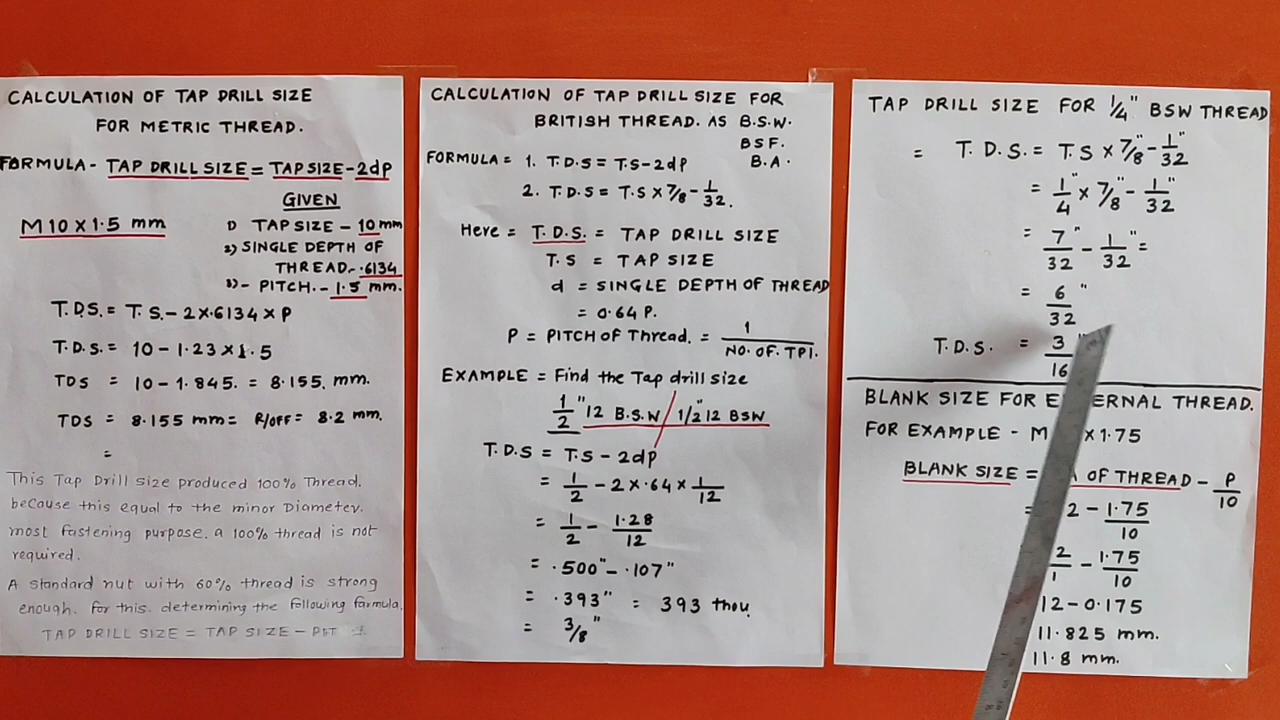 CALCULATION OF TAP DRILL SIZE
FOR METRIC THREAD.
FORMULA - TAP DRILL SIZE = TAP SIZE - 2dP
GIVEN
M10 X 1.5 mm
1) TAP SIZE - 10 mm
2) SINGLE DEPTH OF
THREAD - .6134
3) - PITCH. - 1.5 mm.
T.D.S. = T.S - 2X.6134 X P
T.D.S. = 10 - 1.23 X 1.5
TDS = 10 - 1.845. = 8.155. mm.
TDS = 8.155 mm = R/OFF = 8.2 mm.
=
This Tap Drill size produced 100% Thread.
because this equal to the minor Diameter.
most fastening purpose. a 100% thread is not
required.
A standard nut with 60% thread is strong
enough. for this. determining the following formula.
TAP DRILL SIZE = TAP SIZE -
CALCULATION OF TAP DRILL SIZE FOR
BRITISH THREAD. AS B.S.W.
BSF.
B.A.
FORMULA = 1. T.D.S = T.S - 2dP
2. T.D.S = T.S X 7/8 - 1/32.
Here = T.D.S. = TAP DRILL SIZE
T.S = TAP SIZE
d = SINGLE DEPTH OF THREAD
= 0.64 P.
P = PITCH OF Thread. = 1/NO. OF. TPI.
EXAMPLE = Find the Tap drill size
1/2" 12 B.S.W / 1/2" 12 BSW
T.D.S = T.S - 2dP
= 1/2 - 2 X .64 X 1/12
= 1/2 - 1.28/12
= .500" - .107"
= .393" = 393 thou.
= 3/8"
TAP DRILL SIZE FOR 1/4" BSW THREAD
= T.D.S. = T.S X 7/8" - 1/32"
= 1/4" X 7/8" - 1/32"
= 7/32" - 1/32" =
= 6/32"
T.D.S. = 3/16"
BLANK SIZE FOR EXTERNAL THREAD.
FOR EXAMPLE - M X 1.75
BLANK SIZE = OF THREAD - P/10
= 2 - 1.75/10
2/1 - 1.75/10
12 - 0.175
11.825 mm.
11.8 mm.